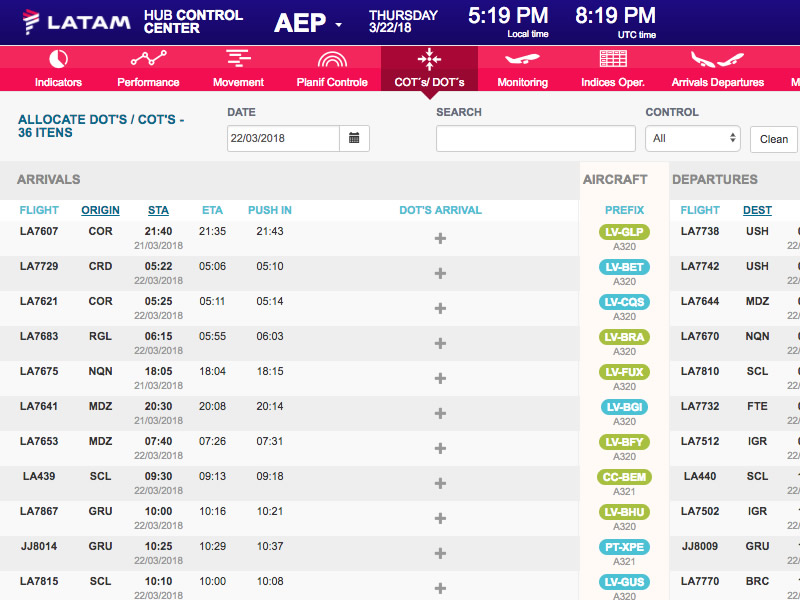 LATAM
HUB CONTROL
CENTER
AEP
THURSDAY
3/22/18
5:19 PM
Local time
8:19 PM
UTC time
Indicators
Performance
Movement
Planif Controle
COT´s/ DOT´s
Monitoring
Indices Oper.
Arrivals Departures
M
ALLOCATE DOT'S / COT'S -
36 ITENS
DATE
22/03/2018
SEARCH
CONTROL
All
Clean
ARRIVALS AIRCRAFT DEPARTURES
FLIGHT ORIGIN STA ETA PUSH IN DOT'S ARRIVAL PREFIX FLIGHT DEST
LA7607 COR 21:40 21:35 21:43 + LV-GLP LA7738 USH
21/03/2018 A320 22/
LA7729 CRD 05:22 05:06 05:10 + LV-BET LA7742 USH
22/03/2018 A320 22/
LA7621 COR 05:25 05:11 05:14 + LV-CQS LA7644 MDZ
22/03/2018 A320 22/
LA7683 RGL 06:15 05:55 06:03 + LV-BRA LA7670 NQN
22/03/2018 A320 22/
LA7675 NQN 18:05 18:04 18:15 + LV-FUX LA7810 SCL
21/03/2018 A320 22/
LA7641 MDZ 20:30 20:08 20:14 + LV-BGI LA7732 FTE
21/03/2018 A320 22/
LA7653 MDZ 07:40 07:26 07:31 + LV-BFY LA7512 IGR
22/03/2018 A320 22/
LA439 SCL 09:30 09:13 09:18 + CC-BEM LA440 SCL
22/03/2018 A321 22/
LA7867 GRU 10:00 10:16 10:21 + LV-BHU LA7502 IGR
22/03/2018 A320 22/
JJ8014 GRU 10:25 10:29 10:37 + PT-XPE JJ8009 GRU
22/03/2018 A321 22/
LA7815 SCL 10:10 10:00 10:08 + LV-GUS LA7770 BRC
22/03/2018 A320 22/